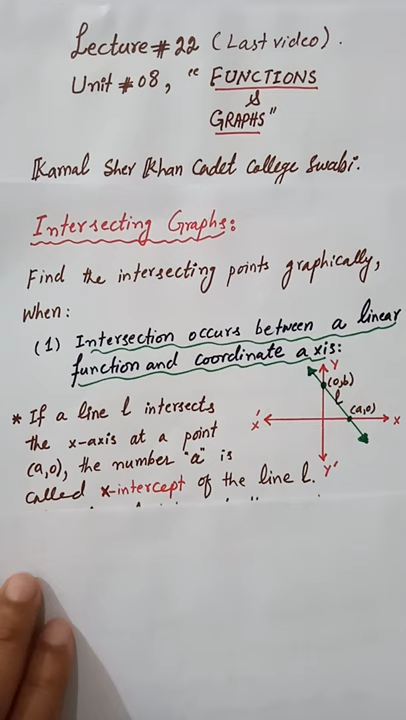 Lecture # 22 (Last video).
Unit # 08, "FUNCTIONS
&
GRAPHS"
Kamal Sher Khan Cadet College Swabi.
Intersecting Graphs:
Find the intersecting points graphically,
when:
(1) Intersection occurs between a linear
function and coordinate axis:
* If a line l intersects
the x-axis at a point
(a,0), the number "a" is
called x-intercept of the line l.
Y
(0,b)
l
(a,0)
X'
X
Y'